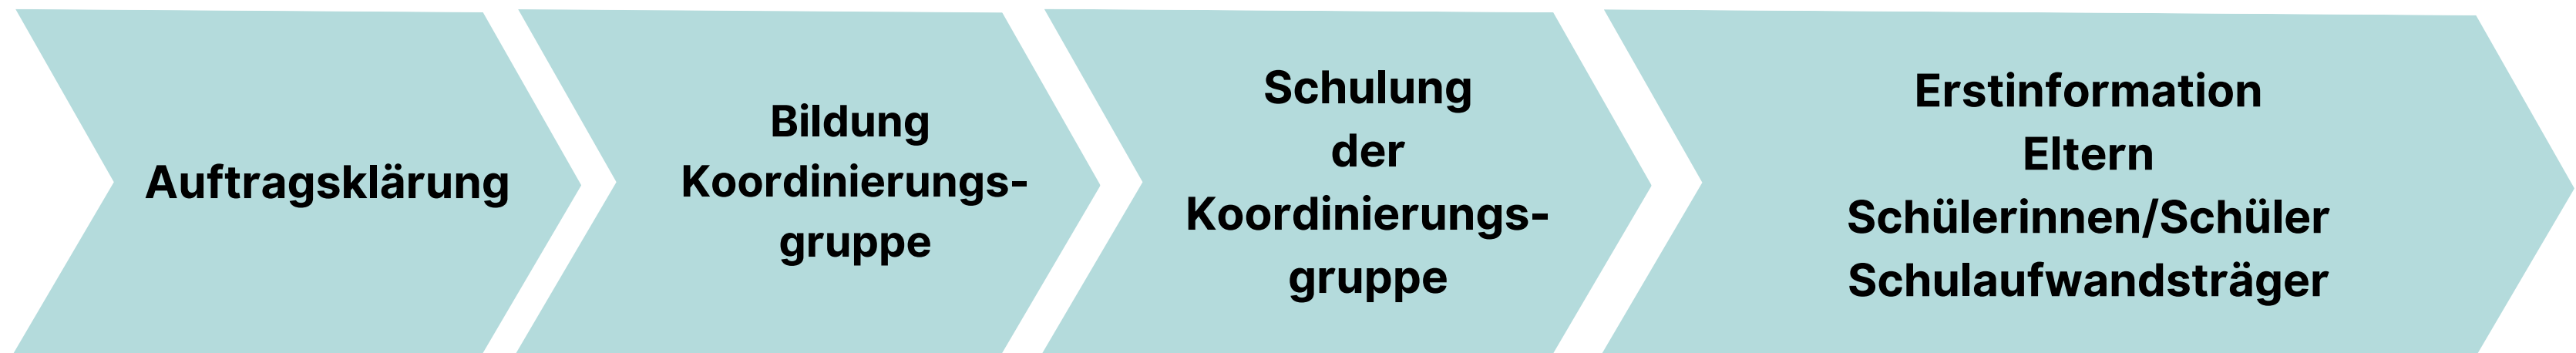 Auftragsklärung
Bildung
Koordinierungs-
gruppe
Schulung
der
Koordinierungs-
gruppe
Erstinformation
Eltern
Schülerinnen/Schüler
Schulaufwandsträger